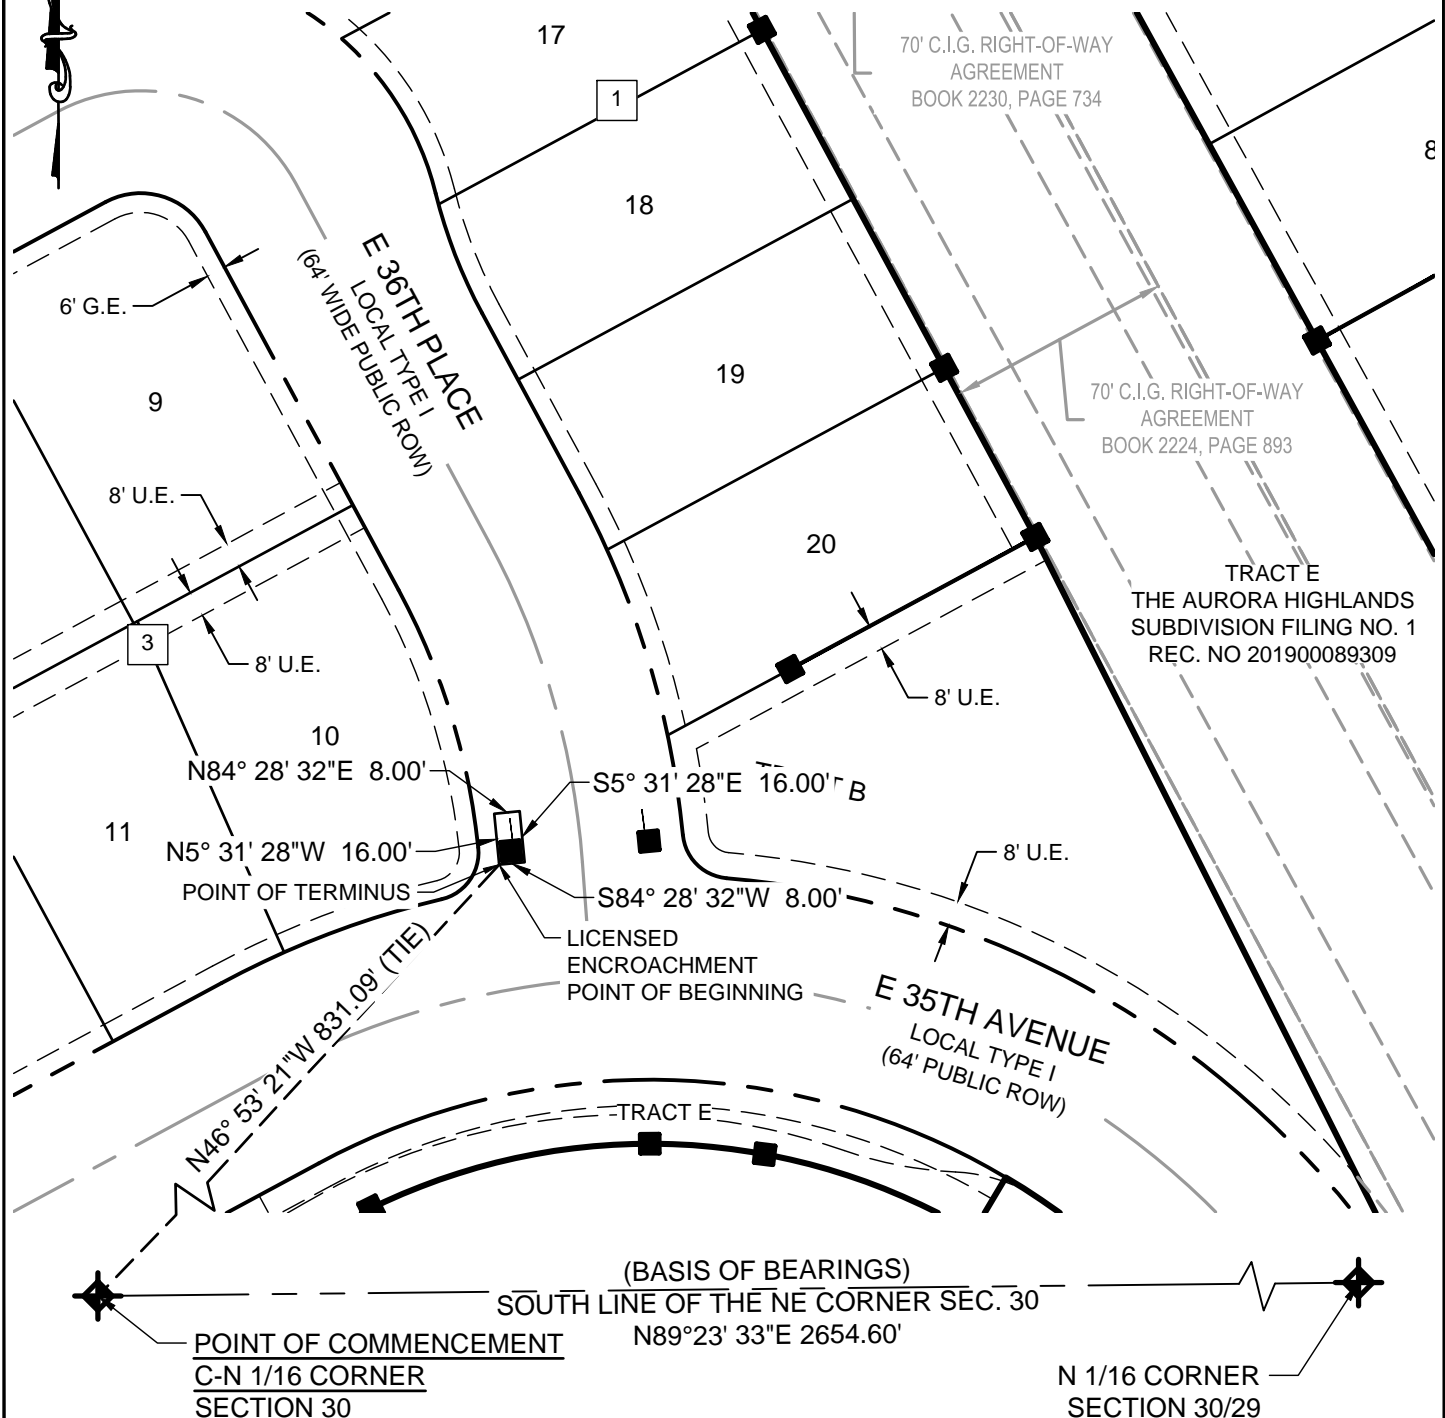 17
70' C.I.G. RIGHT-OF-WAY
AGREEMENT
BOOK 2230, PAGE 734
1
8
18
E 36TH PLACE
LOCAL TYPE I
(64' WIDE PUBLIC ROW)
6' G.E.
9
19
70' C.I.G. RIGHT-OF-WAY
AGREEMENT
BOOK 2224, PAGE 893
8' U.E.
20
TRACT E
THE AURORA HIGHLANDS
SUBDIVISION FILING NO. 1
REC. NO 201900089309
3
8' U.E.
8' U.E.
10
N84° 28' 32"E 8.00'
S5° 31' 28"E 16.00'
B
11
N5° 31' 28"W 16.00'
8' U.E.
POINT OF TERMINUS
S84° 28' 32"W 8.00'
LICENSED
ENCROACHMENT
POINT OF BEGINNING
N46° 53' 21"W 831.09' (TIE)
E 35TH AVENUE
LOCAL TYPE I
(64' PUBLIC ROW)
TRACT E
(BASIS OF BEARINGS)
SOUTH LINE OF THE NE CORNER SEC. 30
N89°23' 33"E 2654.60'
POINT OF COMMENCEMENT
C-N 1/16 CORNER
SECTION 30
N 1/16 CORNER
SECTION 30/29